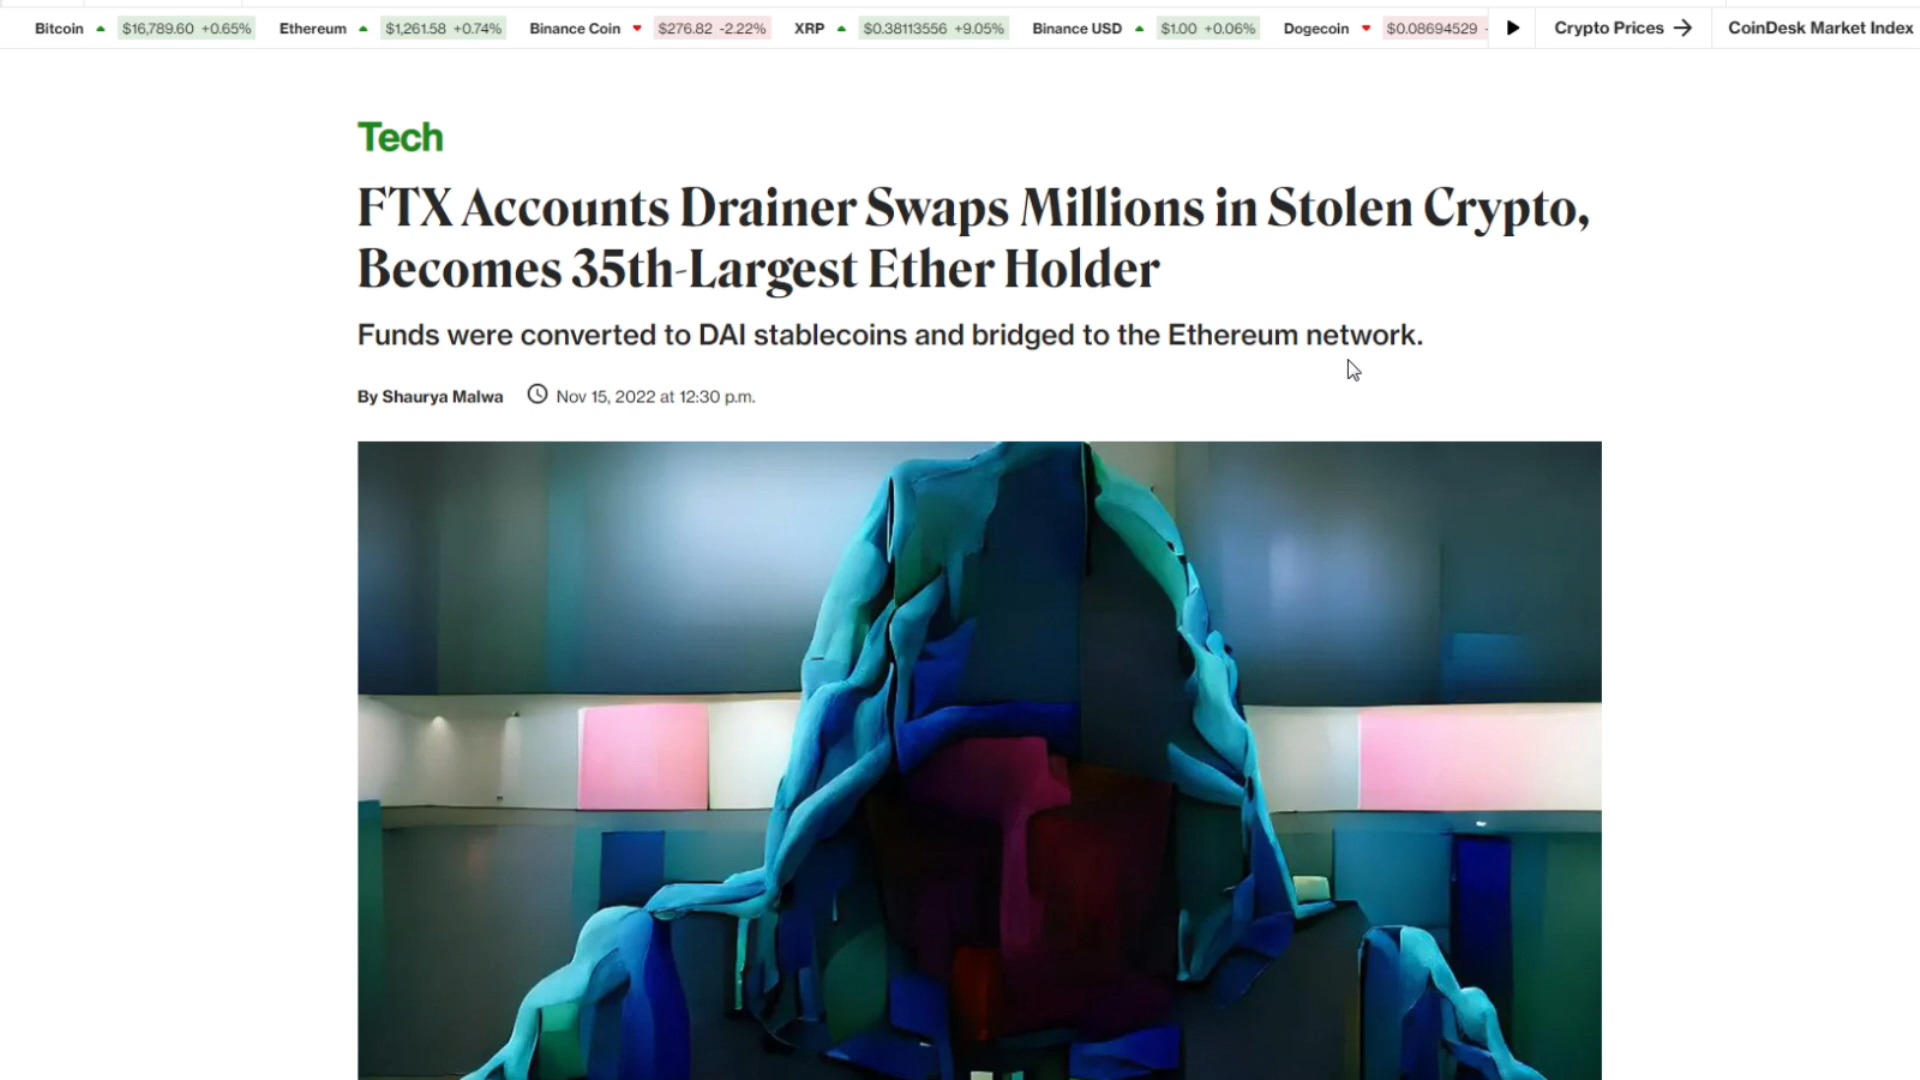 Bitcoin $16,789.60 +0.65% Ethereum $1,261.58 +0.74% Binance Coin $276.82 -2.22% XRP $0.38113556 +9.05% Binance USD $1.00 +0.06% Dogecoin $0.08694529 - Crypto Prices → CoinDesk Market Index
Tech
FTX Accounts Drainer Swaps Millions in Stolen Crypto,
Becomes 35th-Largest Ether Holder
Funds were converted to DAI stablecoins and bridged to the Ethereum network.
By Shaurya Malwa Nov 15, 2022 at 12:30 p.m.